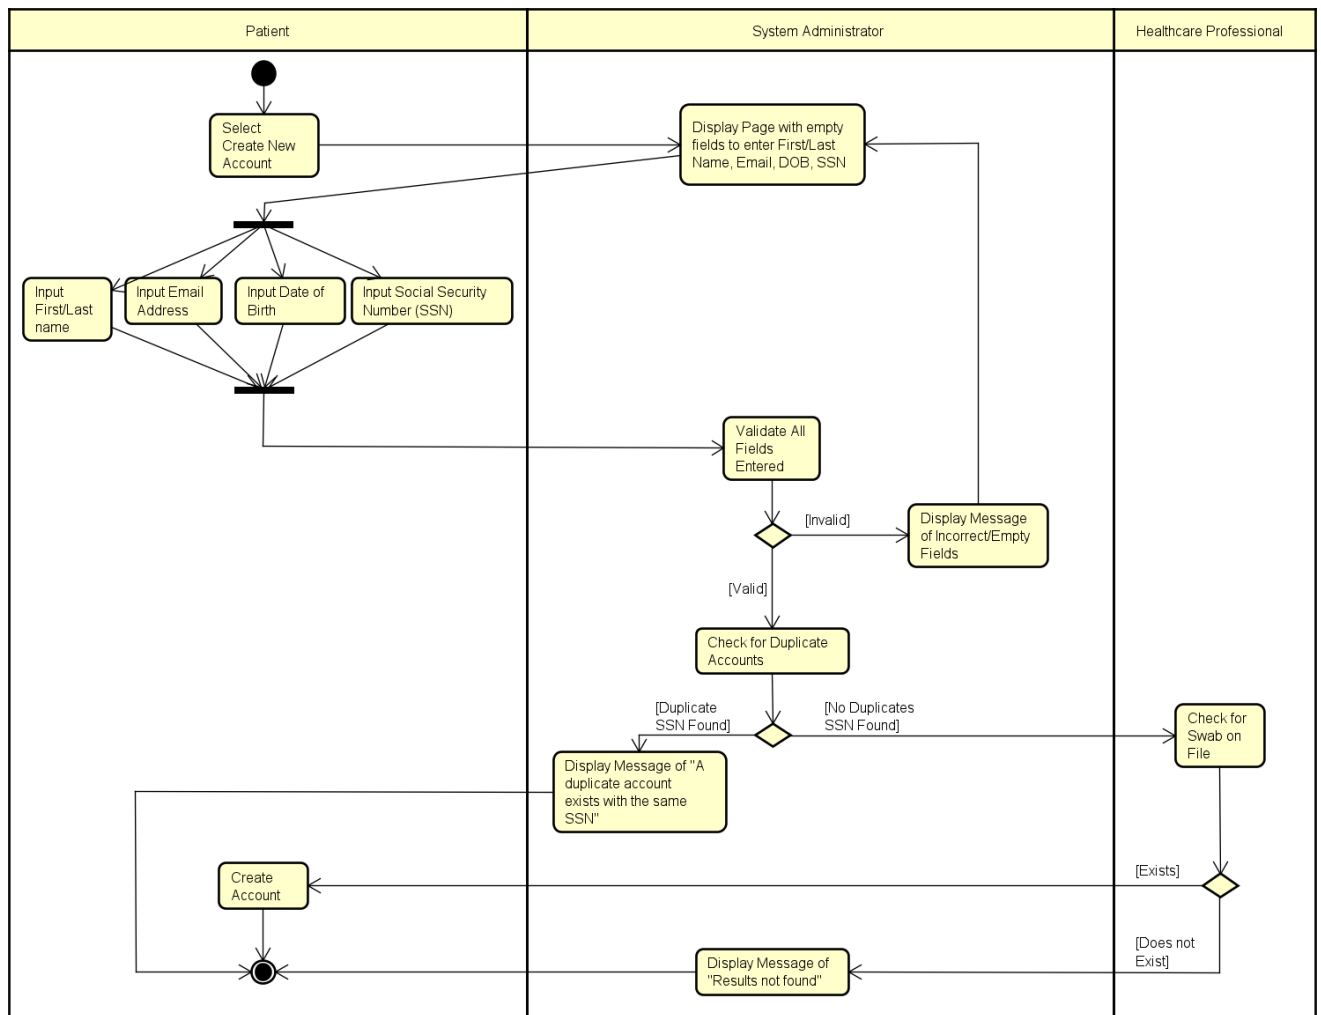 Patient
System Administrator
Healthcare Professional
Select
Create New
Account
Display Page with empty
fields to enter First/Last
Name, Email, DOB, SSN
Input
First/Last
name
Input Email
Address
Input Date of
Birth
Input Social Security
Number (SSN)
Validate All
Fields
Entered
[Invalid]
Display Message
of Incorrect/Empty
Fields
[Valid]
Check for Duplicate
Accounts
[Duplicate
SSN Found]
[No Duplicates
SSN Found]
Check for
Swab on
File
Display Message of "A
duplicate account
exists with the same
SSN"
[Exists]
Create
Account
[Does not
Exist]
Display Message of
"Results not found"